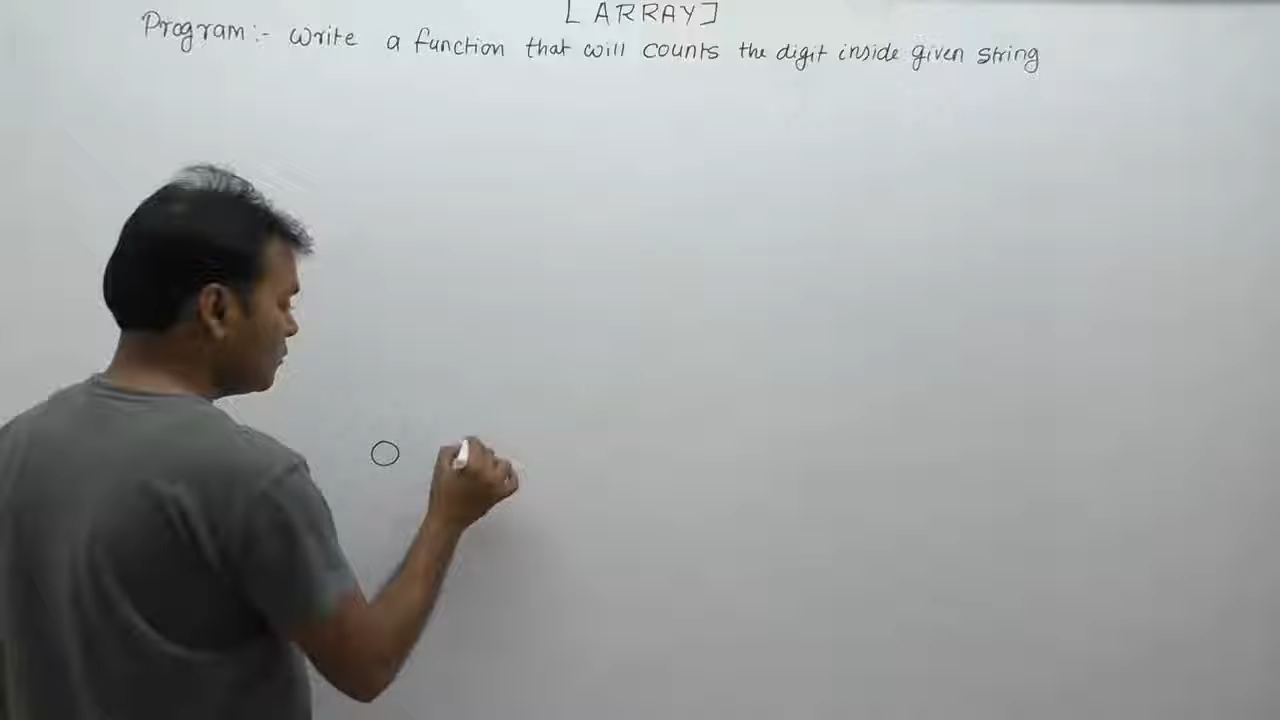 [ARRAY]
Program:- Write a function that will counts the digit inside given string